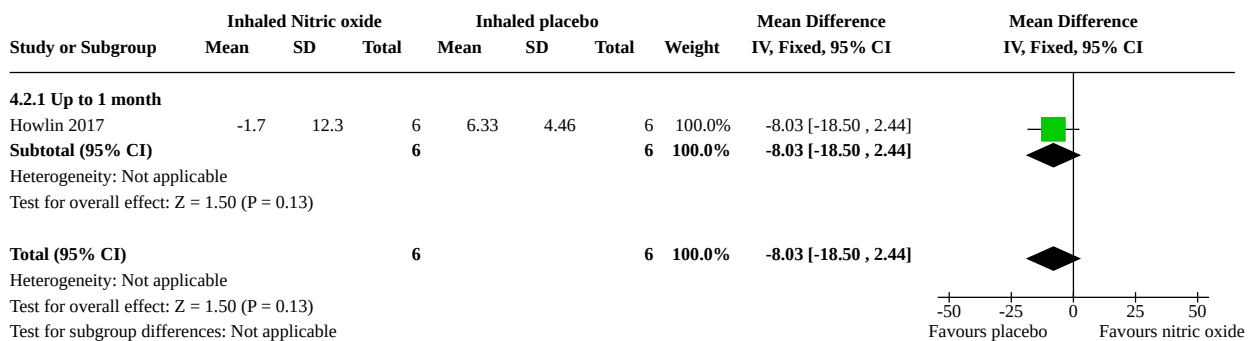 Inhaled Nitric oxide Inhaled placebo Mean Difference Mean Difference
Study or Subgroup Mean SD Total Mean SD Total Weight IV, Fixed, 95% CI IV, Fixed, 95% CI
4.2.1 Up to 1 month
Howlin 2017 -1.7 12.3 6 6.33 4.46 6 100.0% -8.03 [-18.50 , 2.44]
Subtotal (95% CI) 6 6 100.0% -8.03 [-18.50 , 2.44]
Heterogeneity: Not applicable
Test for overall effect: Z = 1.50 (P = 0.13)
Total (95% CI) 6 6 100.0% -8.03 [-18.50 , 2.44]
Heterogeneity: Not applicable
Test for overall effect: Z = 1.50 (P = 0.13) -50 -25 0 25 50
Test for subgroup differences: Not applicable Favours placebo Favours nitric oxide